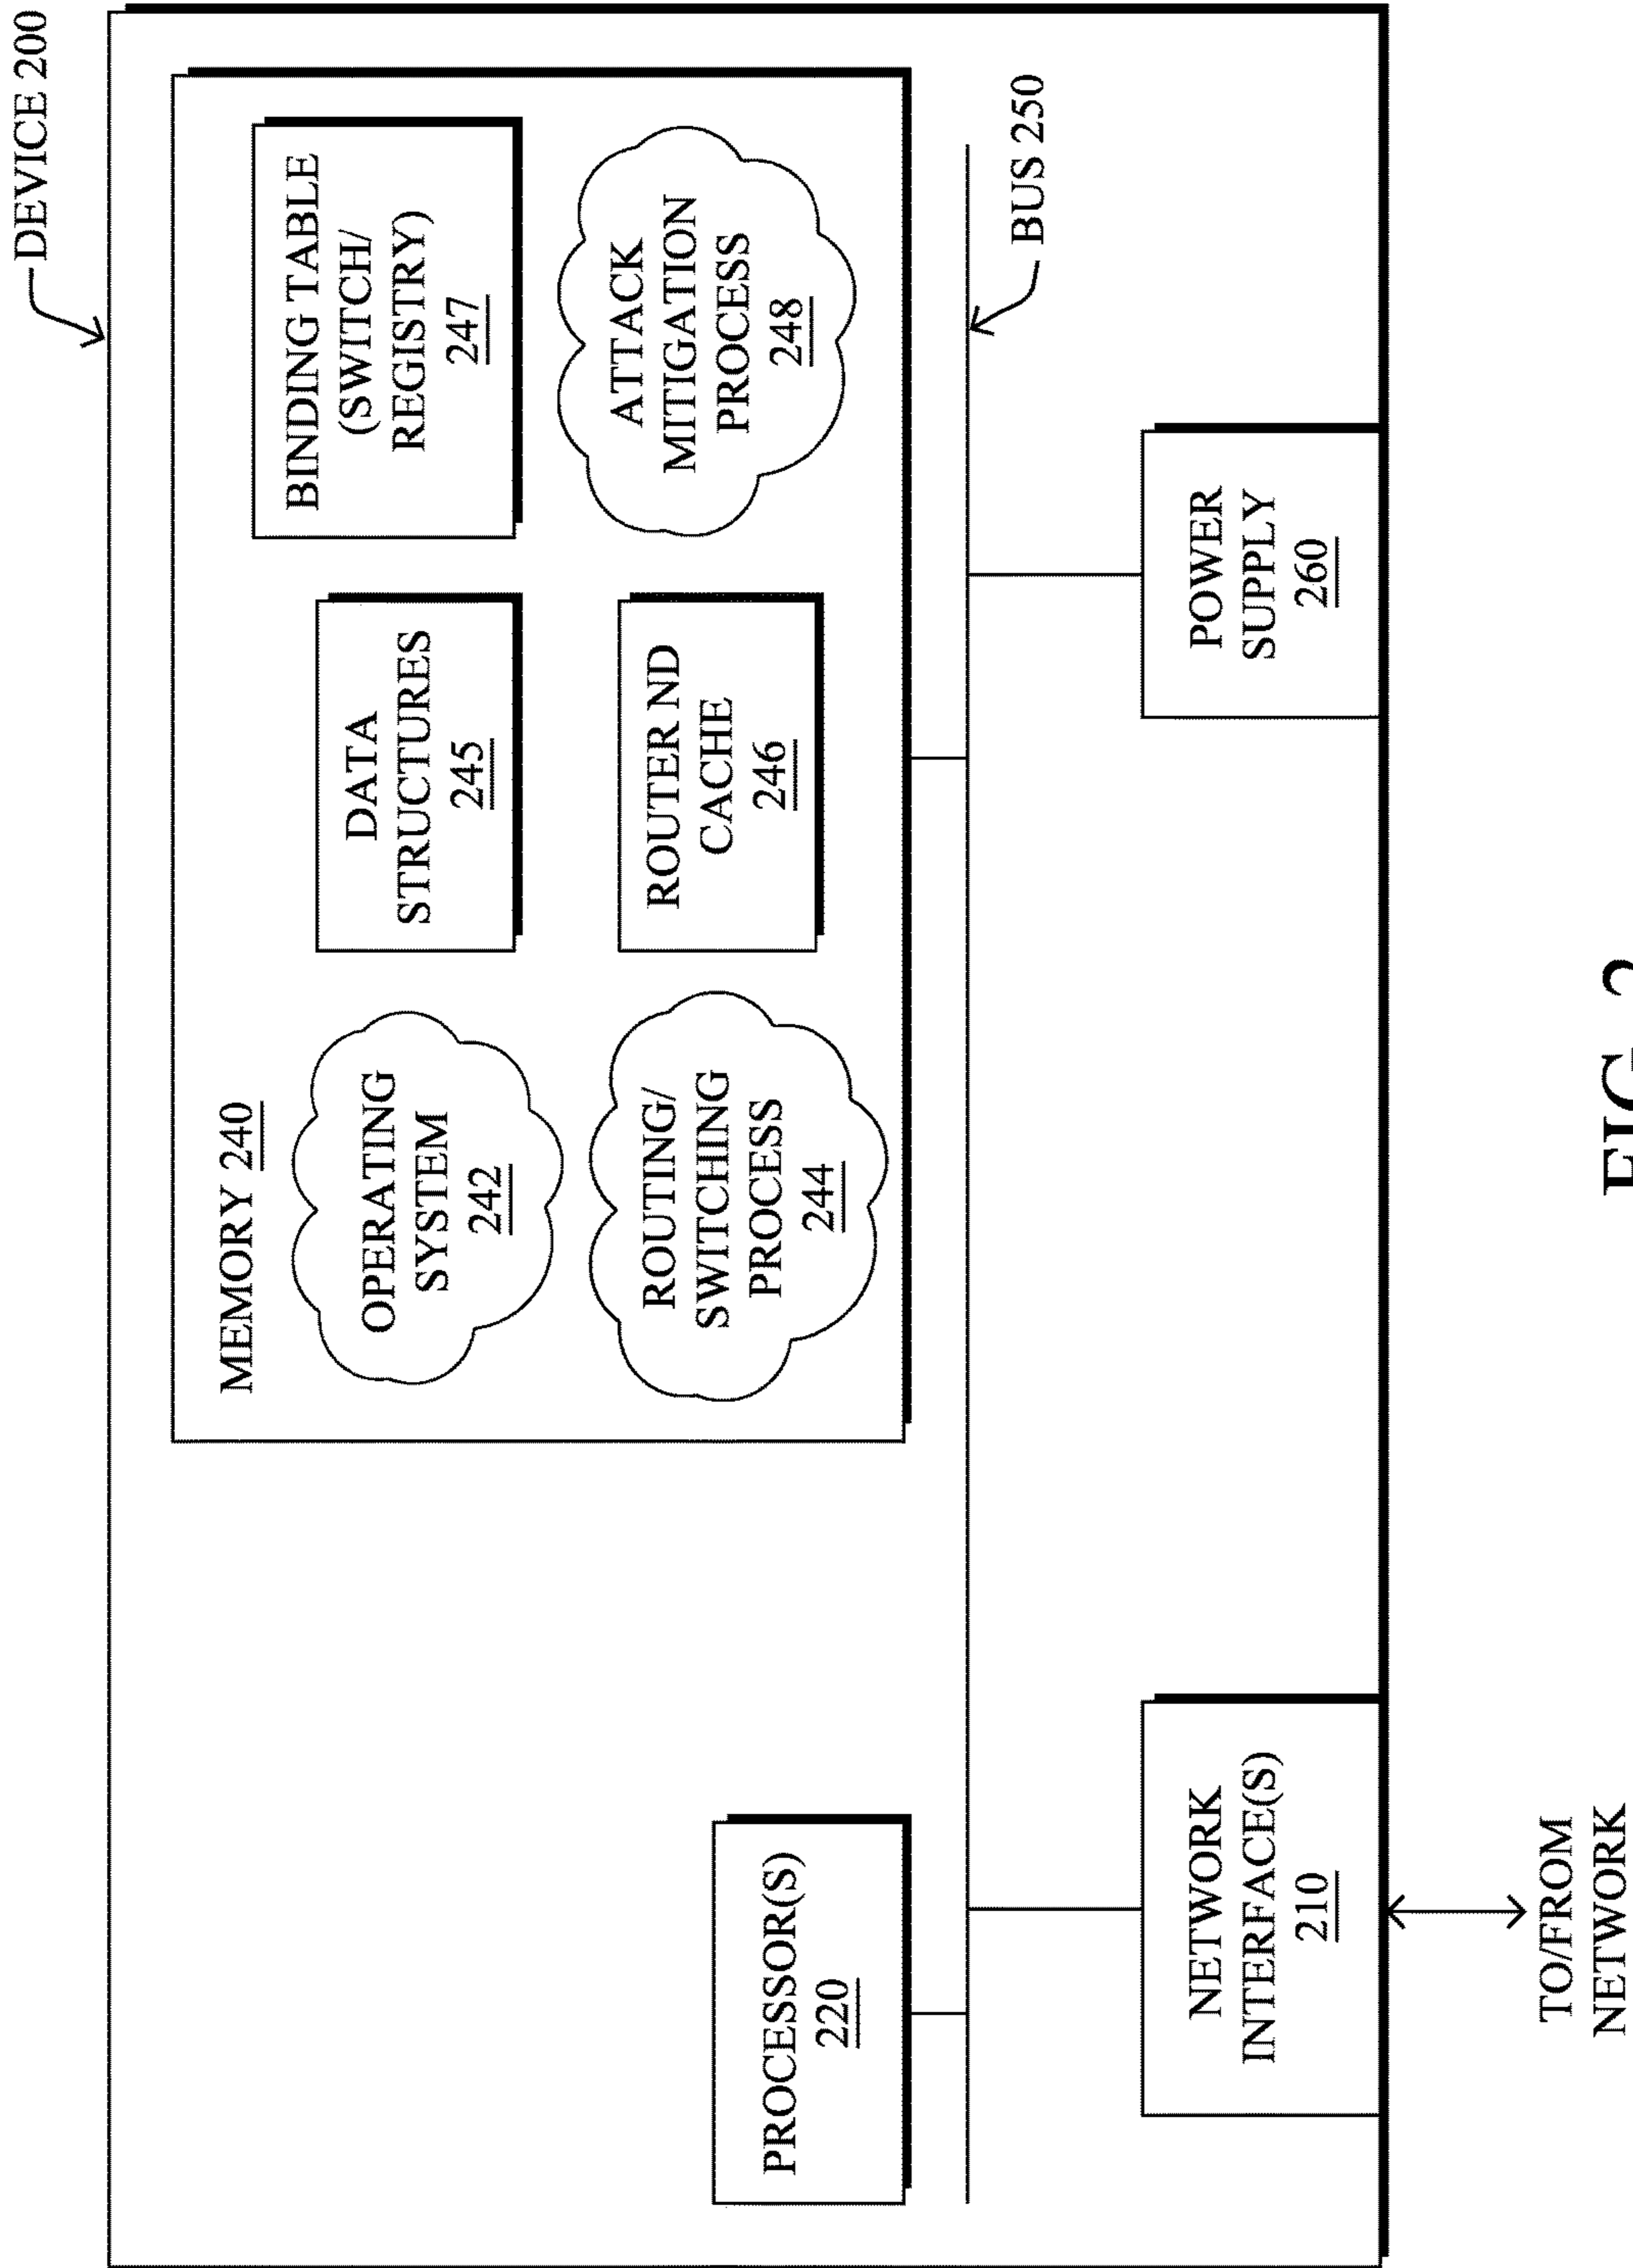 DEVICE 200
MEMORY 240
OPERATING
SYSTEM
242
DATA
STRUCTURES
245
BINDING TABLE
(SWITCH/
REGISTRY)
247
ROUTING/
SWITCHING
PROCESS
244
ROUTER ND
CACHE
246
ATTACK
MITIGATION
PROCESS
248
PROCESSOR(S)
220
BUS 250
NETWORK
INTERFACE(S)
210
POWER
SUPPLY
260
TO/FROM
NETWORK
FIG. 2